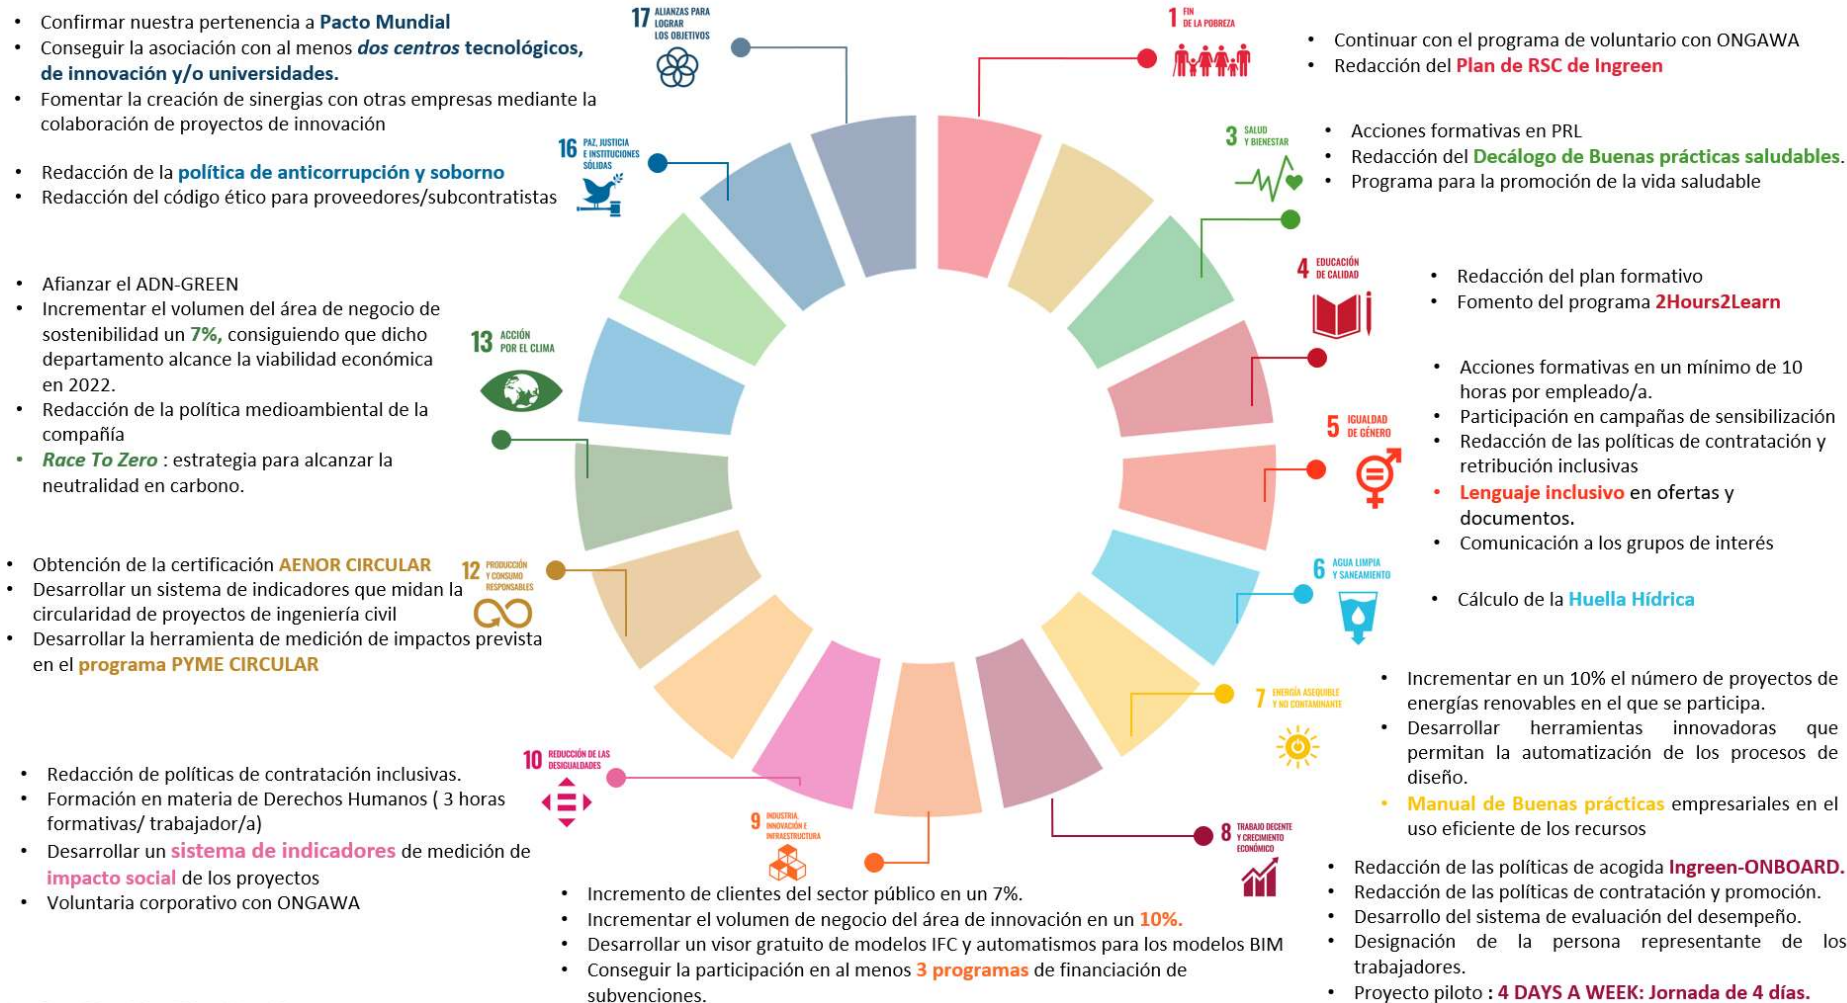 • Confirmar nuestra pertenencia a Pacto Mundial
• Conseguir la asociación con al menos dos centros tecnológicos,
de innovación y/o universidades.
• Fomentar la creación de sinergias con otras empresas mediante la
colaboración de proyectos de innovación
17 ALIANZAS PARA
LOGRAR
LOS OBJETIVOS
• Redacción de la política de anticorrupción y soborno
• Redacción del código ético para proveedores/subcontratistas
16 PAZ, JUSTICIA
E INSTITUCIONES
SÓLIDAS
• Afianzar el ADN-GREEN
• Incrementar el volumen del área de negocio de
sostenibilidad un 7%, consiguiendo que dicho
departamento alcance la viabilidad económica
en 2022.
• Redacción de la política medioambiental de la
compañía
• Race To Zero : estrategia para alcanzar la
neutralidad en carbono.
13 ACCIÓN
POR EL CLIMA
• Obtención de la certificación AENOR CIRCULAR
• Desarrollar un sistema de indicadores que midan la
circularidad de proyectos de ingeniería civil
• Desarrollar la herramienta de medición de impactos prevista
en el programa PYME CIRCULAR
12 PRODUCCIÓN
Y CONSUMO
RESPONSABLES
• Redacción de políticas de contratación inclusivas.
• Formación en materia de Derechos Humanos ( 3 horas
formativas/ trabajador/a)
• Desarrollar un sistema de indicadores de medición de
impacto social de los proyectos
• Voluntaria corporativo con ONGAWA
10 REDUCCIÓN DE LAS
DESIGUALDADES
9 INDUSTRIA,
INNOVACIÓN E
INFRAESTRUCTURA
• Incremento de clientes del sector público en un 7%.
• Incrementar el volumen de negocio del área de innovación en un 10%.
• Desarrollar un visor gratuito de modelos IFC y automatismos para los modelos BIM
• Conseguir la participación en al menos 3 programas de financiación de
subvenciones.
1 FIN
DE LA POBREZA
• Continuar con el programa de voluntario con ONGAWA
• Redacción del Plan de RSC de Ingreen
3 SALUD
Y BIENESTAR
• Acciones formativas en PRL
• Redacción del Decálogo de Buenas prácticas saludables.
• Programa para la promoción de la vida saludable
4 EDUCACIÓN
DE CALIDAD
• Redacción del plan formativo
• Fomento del programa 2Hours2Learn
5 IGUALDAD
DE GÉNERO
• Acciones formativas en un mínimo de 10
horas por empleado/a.
• Participación en campañas de sensibilización
• Redacción de las políticas de contratación y
retribución inclusivas
• Lenguaje inclusivo en ofertas y
documentos.
• Comunicación a los grupos de interés
6 AGUA LIMPIA
Y SANEAMIENTO
• Cálculo de la Huella Hídrica
7 ENERGÍA ASEQUIBLE
Y NO CONTAMINANTE
• Incrementar en un 10% el número de proyectos de
energías renovables en el que se participa.
• Desarrollar herramientas innovadoras que
permitan la automatización de los procesos de
diseño.
• Manual de Buenas prácticas empresariales en el
uso eficiente de los recursos
8 TRABAJO DECENTE
Y CRECIMIENTO
ECONÓMICO
• Redacción de las políticas de acogida Ingreen-ONBOARD.
• Redacción de las políticas de contratación y promoción.
• Desarrollo del sistema de evaluación del desempeño.
• Designación de la persona representante de los
trabajadores.
• Proyecto piloto : 4 DAYS A WEEK: Jornada de 4 días.